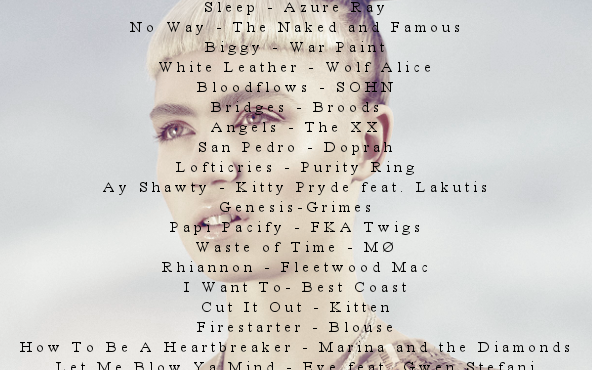 Sleep - Azure Ray
No Way - The Naked and Famous
Biggy - War Paint
White Leather - Wolf Alice
Bloodflows - SOHN
Bridges - Broods
Angels - The XX
San Pedro - Doprah
Lofticries - Purity Ring
Ay Shawty - Kitty Pryde feat. Lakutis
Genesis-Grimes
Papi Pacify - FKA Twigs
Waste of Time - MØ
Rhiannon - Fleetwood Mac
I Want To- Best Coast
Cut It Out - Kitten
Firestarter - Blouse
How To Be A Heartbreaker - Marina and the Diamonds
Let Me Blow Ya Mind - Eve feat. Gwen Stefani